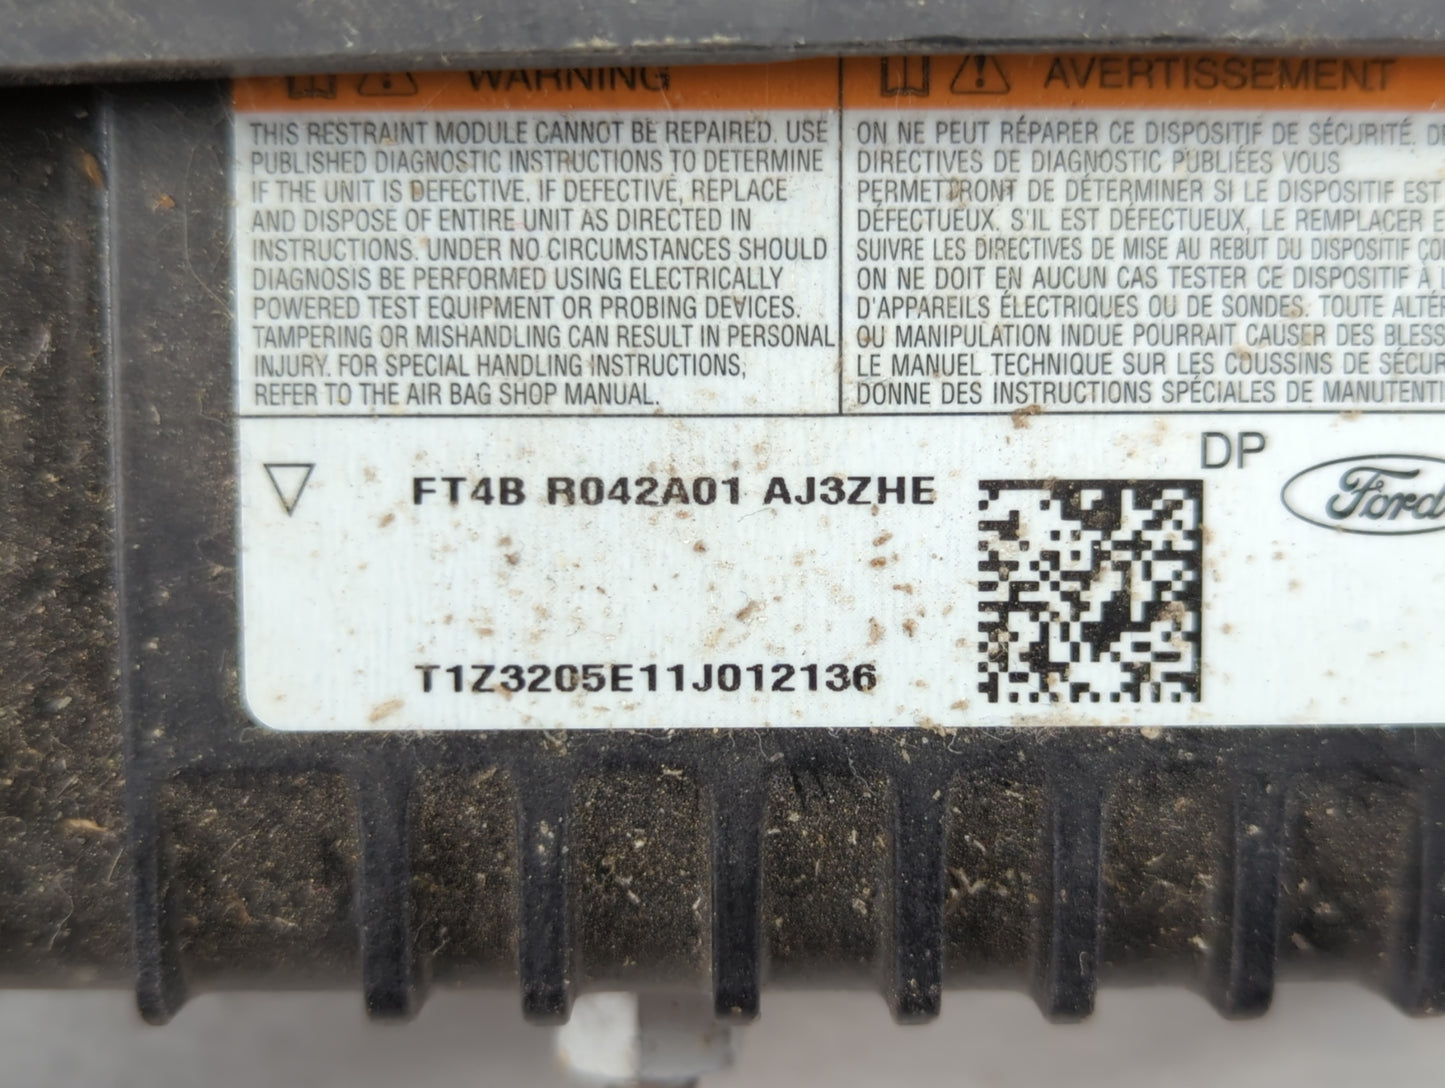 WARNING
THIS RESTRAINT MODULE CANNOT BE REPAIRED. USE
PUBLISHED DIAGNOSTIC INSTRUCTIONS TO DETERMINE
IF THE UNIT IS DEFECTIVE. IF DEFECTIVE, REPLACE
AND DISPOSE OF ENTIRE UNIT AS DIRECTED IN
INSTRUCTIONS. UNDER NO CIRCUMSTANCES SHOULD
DIAGNOSIS BE PERFORMED USING ELECTRICALLY
POWERED TEST EQUIPMENT OR PROBING DEVICES.
TAMPERING OR MISHANDLING CAN RESULT IN PERSONAL
INJURY. FOR SPECIAL HANDLING INSTRUCTIONS,
REFER TO THE AIR BAG SHOP MANUAL.
AVERTISSEMENT
ON NE PEUT RÉPARER CE DISPOSITIF DE SÉCURITÉ.
DIRECTIVES DE DIAGNOSTIC PUBLIÉES VOUS
PERMETTRONT DE DÉTERMINER SI LE DISPOSITIF EST
DÉFECTUEUX. S'IL EST DÉFECTUEUX, LE REMPLACER
SUIVRE LES DIRECTIVES DE MISE AU REBUT DU DISPOSITIF
ON NE DOIT EN AUCUN CAS TESTER CE DISPOSITIF À
D'APPAREILS ÉLECTRIQUES OU DE SONDES. TOUTE
OU MANIPULATION INDUE POURRAIT CAUSER DES
LE MANUEL TECHNIQUE SUR LES COUSSINS DE
DONNE DES INSTRUCTIONS SPÉCIALES DE
FT4B R042A01 AJ3ZHE
DP
Ford
T1Z3205E11J012136